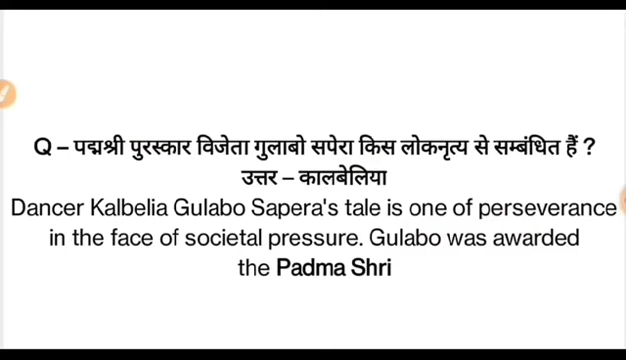 Q – पद्मश्री पुरस्कार विजेता गुलाबो सपेरा किस लोकनृत्य से सम्बंधित हैं ?
उत्तर – कालबेलिया
Dancer Kalbelia Gulabo Sapera's tale is one of perseverance
in the face of societal pressure. Gulabo was awarded
the Padma Shri